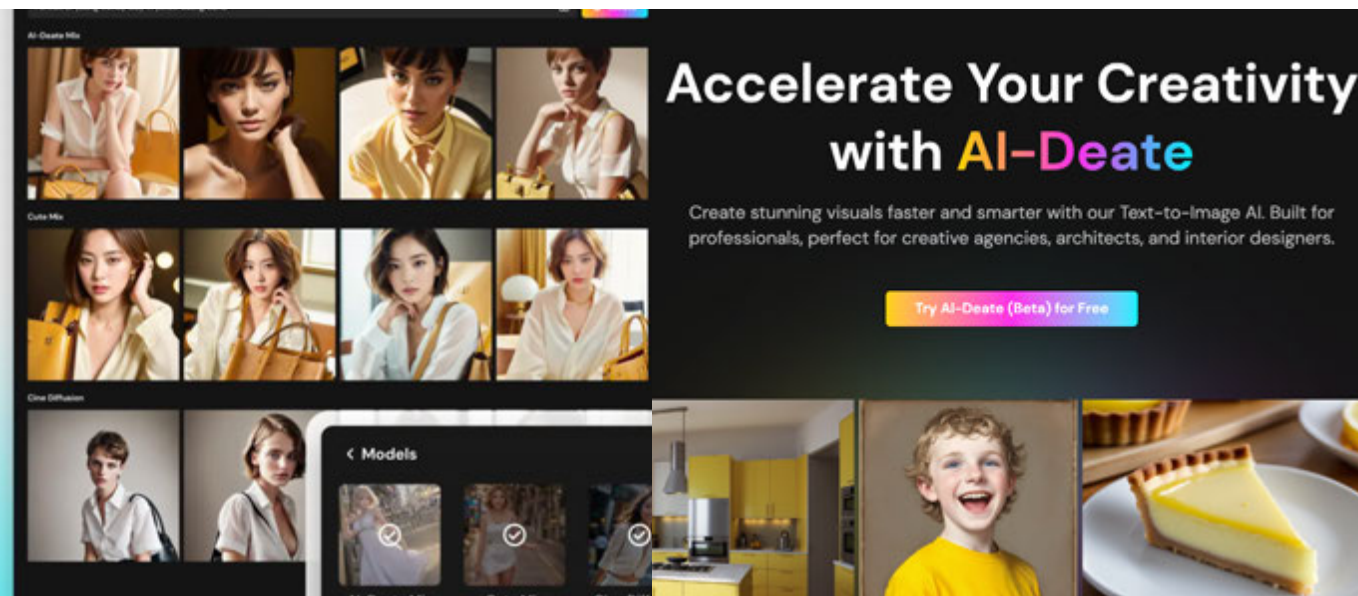 AI-Deate Mix
Cute Mix
Cine Diffusion
< Models
Accelerate Your Creativity
with AI-Deate
Create stunning visuals faster and smarter with our Text-to-Image AI. Built for
professionals, perfect for creative agencies, architects, and interior designers.
Try AI-Deate (Beta) for Free